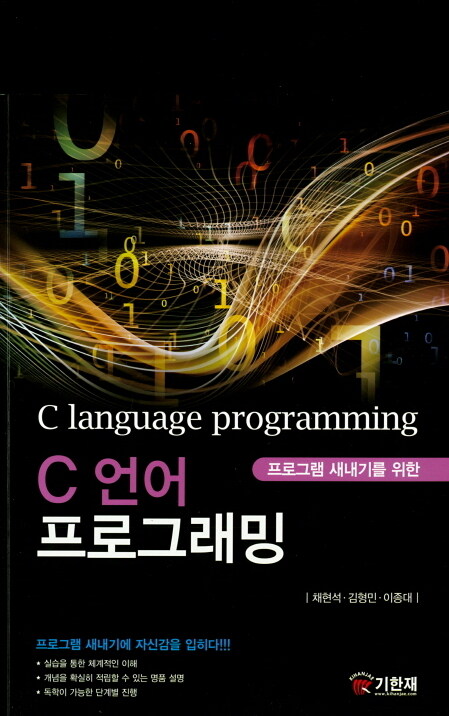 C language programming
프로그램 새내기를 위한
C 언어
프로그래밍
| 채현석 · 김형민 · 이종대 |
프로그램 새내기에 자신감을 입히다!!!
★ 실습을 통한 체계적인 이해
★ 개념을 확실히 적립할 수 있는 명품 설명
★ 독학이 가능한 단계별 진행
KIHANJAE
기한재
www.kihanjae.com